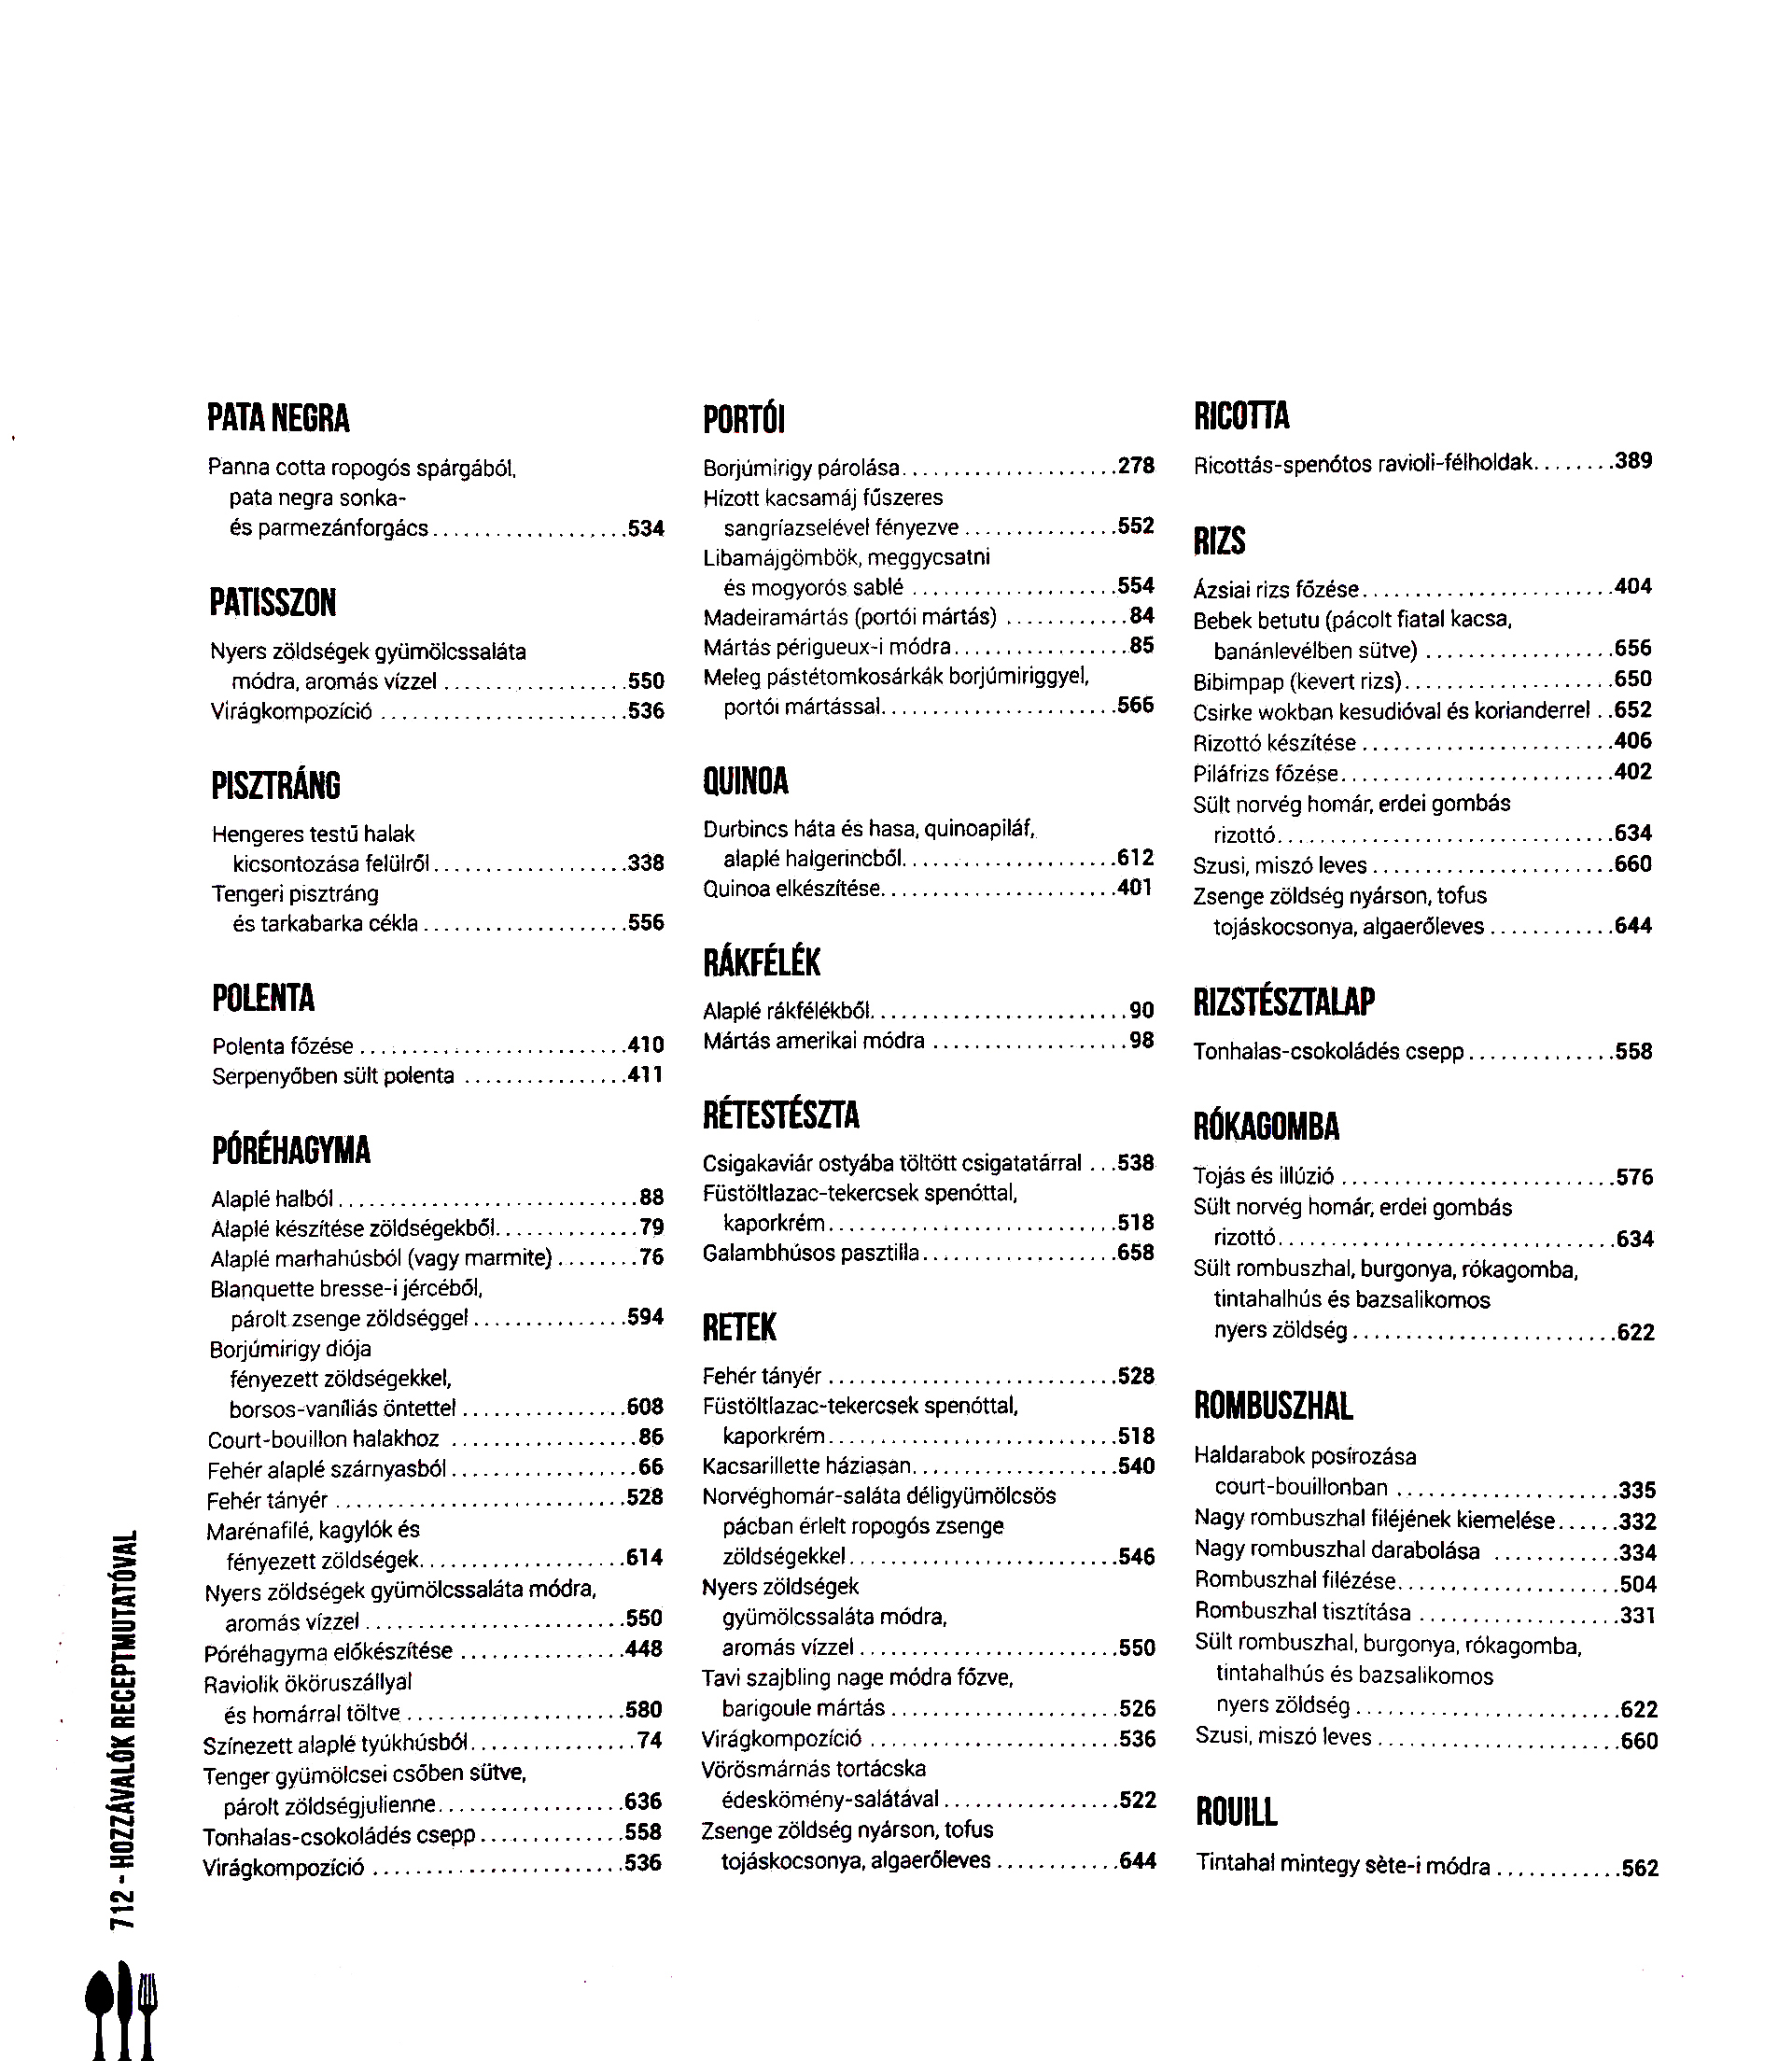 PATA NEGRA
Panna cotta ropogós spárgából,
pata negra sonka-
és parmezánforgács...................534
PATISSZON
Nyers zöldségek gyümölcssaláta
módra, aromás vízzel..................550
Virágkompozíció........................536
PISZTRÁNG
Hengeres testű halak
kicsontozása felülről...................338
Tengeri pisztráng
és tarkabarka cékla....................556
POLENTA
Polenta főzése..........................410
Serpenyőben sült polenta................411
PÓRÉHAGYMA
Alaplé halból.............................88
Alaplé készítése zöldségekből..............79
Alaplé marhahúsból (vagy marmite)........76
Blanquette bresse-i jércéből,
párolt zsenge zöldséggel...............594
Borjúmirigy diója
fényezett zöldségekkel,
borsos-vaníliás öntettel................608
Court-bouillon halakhoz..................86
Fehér alaplé szárnyasból..................66
Fehér tányér............................528
Marénafilé, kagylók és
fényezett zöldségek....................614
Nyers zöldségek gyümölcssaláta módra,
aromás vízzel.........................550
Póréhagyma előkészítése................448
Raviolik ököruszállyal
és homárral töltve.....................580
Színezett alaplé tyúkhúsból................74
Tenger gyümölcsei csőben sütve,
párolt zöldségjulienne..................636
Tonhalas-csokoládés csepp..............558
Virágkompozíció........................536
PORTÓI
Borjúmirigy párolása.....................278
Hízott kacsamáj fűszeres
sangríazselével fényezve...............552
Libamájgömbök, meggycsatni
és mogyorós sablé....................554
Madeiramártás (portói mártás)............84
Mártás périgueux-i módra.................85
Meleg pástétomkosárkák borjúmiriggyel,
portói mártással.......................566
QUINOA
Durbincs háta és hasa, quinoapiláf,
alaplé halgerincből.....................612
Quinoa elkészítése.......................401
RÁKFÉLÉK
Alaplé rákfélékből.........................90
Mártás amerikai módra...................98
RÉTESTÉSZTA
Csigakaviár ostyába töltött csigatatárral...538
Füstöltlazac-tekercsek spenóttal,
kaporkrém............................518
Galambhúsos pasztilla...................658
RETEK
Fehér tányér............................528
Füstöltlazac-tekercsek spenóttal,
kaporkrém............................518
Kacsarillette háziasan....................540
Norvéghomár-saláta déligyümölcsös
pácban érlelt ropogós zsenge
zöldségekkel..........................546
Nyers zöldségek
gyümölcssaláta módra,
aromás vízzel.........................550
Tavi szajbling nage módra főzve,
barigoule mártás......................526
Virágkompozíció........................536
Vörösmárnás tortácska
édeskömény-salátával.................522
Zsenge zöldség nyárson, tofus
tojáskocsonya, algaerőleves............644
RICOTTA
Ricottás-spenótos ravioli-félholdak........389
RIZS
Ázsiai rizs főzése........................404
Bebek betutu (pácolt fiatal kacsa,
banánlevélben sütve)..................656
Bibimpap (kevert rizs)....................650
Csirke wokban kesudióval és korianderrel..652
Rizottó készítése........................406
Piláfrizs főzése..........................402
Sült norvég homár, erdei gombás
rizottó................................634
Szusi, miszó leves.......................660
Zsenge zöldség nyárson, tofus
tojáskocsonya, algaerőleves............644
RIZSTÉSZTALAP
Tonhalas-csokoládés csepp..............558
RÓKAGOMBA
Tojás és illúzió..........................576
Sült norvég homár, erdei gombás
rizottó................................634
Sült rombuszhal, burgonya, rókagomba,
tintahalhús és bazsalikomos
nyers zöldség.........................622
ROMBUSZHAL
Haldarabok posírozása
court-bouillonban.....................335
Nagy rombuszhal filéjének kiemelése......332
Nagy rombuszhal darabolása............334
Rombuszhal filézése.....................504
Rombuszhal tisztítása...................331
Sült rombuszhal, burgonya, rókagomba,
tintahalhús és bazsalikomos
nyers zöldség.........................622
Szusi, miszó leves.......................660
ROUILL
Tintahal mintegy sète-i módra............562
712 - HOZZÁVALÓK RECEPTMUTATÓVAL